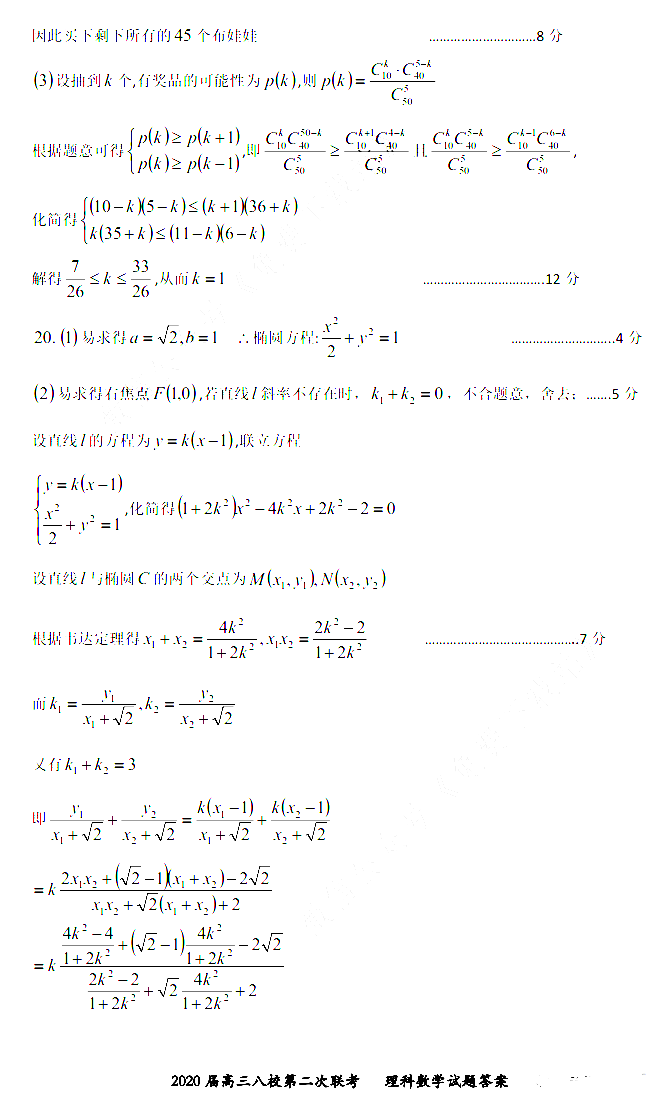 因此买下剩下所有的 45 个布娃娃 …………………………8 分
(3)设抽到 k 个,有奖品的可能性为 p(k),则 p(k) = \frac{C_{10}^{k} \cdot C_{40}^{5-k}}{C_{50}^{5}}
根据题意可得 \begin{cases} p(k) \ge p(k+1) \\ p(k) \ge p(k-1) \end{cases},即 \frac{C_{10}^{k} C_{40}^{50-k}}{C_{50}^{5}} \ge \frac{C_{10}^{k+1} C_{40}^{4-k}}{C_{50}^{5}} 且 \frac{C_{10}^{k} C_{40}^{5-k}}{C_{50}^{5}} \ge \frac{C_{10}^{k-1} C_{40}^{6-k}}{C_{50}^{5}},
化简得 \begin{cases} (10-k)(5-k) \le (k+1)(36+k) \\ k(35+k) \le (11-k)(6-k) \end{cases}
解得 \frac{7}{26} \le k \le \frac{33}{26},从而 k = 1 …………………………….12 分
20. (1) 易求得 a = \sqrt{2}, b = 1 ∴ 椭圆方程: \frac{x^2}{2} + y^2 = 1 ………………………..4 分
(2) 易求得右焦点 F(1.0),若直线 l 斜率不存在时, k_1 + k_2 = 0 ,不合题意,舍去; …….5 分
设直线 l 的方程为 y = k(x-1),联立方程
\begin{cases} y = k(x-1) \\ \frac{x^2}{2} + y^2 = 1 \end{cases},化简得 (1+2k^2)x^2 - 4k^2x + 2k^2 - 2 = 0
设直线 l 与椭圆 C 的两个交点为 M(x_1, y_1), N(x_2, y_2)
根据韦达定理得 x_1 + x_2 = \frac{4k^2}{1+2k^2}, x_1x_2 = \frac{2k^2-2}{1+2k^2} …………………………………….7 分
而 k_1 = \frac{y_1}{x_1+\sqrt{2}}, k_2 = \frac{y_2}{x_2+\sqrt{2}}
又有 k_1 + k_2 = 3
即 \frac{y_1}{x_1+\sqrt{2}} + \frac{y_2}{x_2+\sqrt{2}} = \frac{k(x_1-1)}{x_1+\sqrt{2}} + \frac{k(x_2-1)}{x_2+\sqrt{2}}
= k \frac{2x_1x_2 + (\sqrt{2}-1)(x_1+x_2) - 2\sqrt{2}}{x_1x_2 + \sqrt{2}(x_1+x_2) + 2}
= k \frac{\frac{4k^2-4}{1+2k^2} + (\sqrt{2}-1)\frac{4k^2}{1+2k^2} - 2\sqrt{2}}{\frac{2k^2-2}{1+2k^2} + \sqrt{2}\frac{4k^2}{1+2k^2} + 2}
2020 届高三八校第二次联考 理科数学试题答案